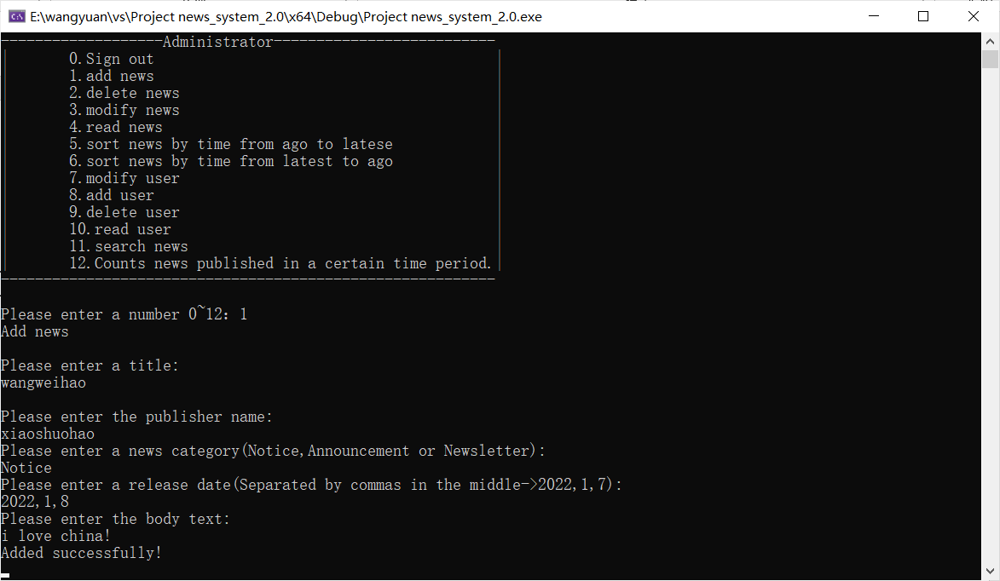 E:\wangyuan\vs\Project news_system_2.0\x64\Debug\Project news_system_2.0.exe
-------------------Administrator--------------------------
0.Sign out
1.add news
2.delete news
3.modify news
4.read news
5.sort news by time from ago to latese
6.sort news by time from latest to ago
7.modify user
8.add user
9.delete user
10.read user
11.search news
12.Counts news published in a certain time period.
----------------------------------------------------------
Please enter a number 0~12: 1
Add news
Please enter a title:
wangweihao
Please enter the publisher name:
xiaoshuohao
Please enter a news category(Notice,Announcement or Newsletter):
Notice
Please enter a release date(Separated by commas in the middle->2022,1,7):
2022,1,8
Please enter the body text:
i love china!
Added successfully!